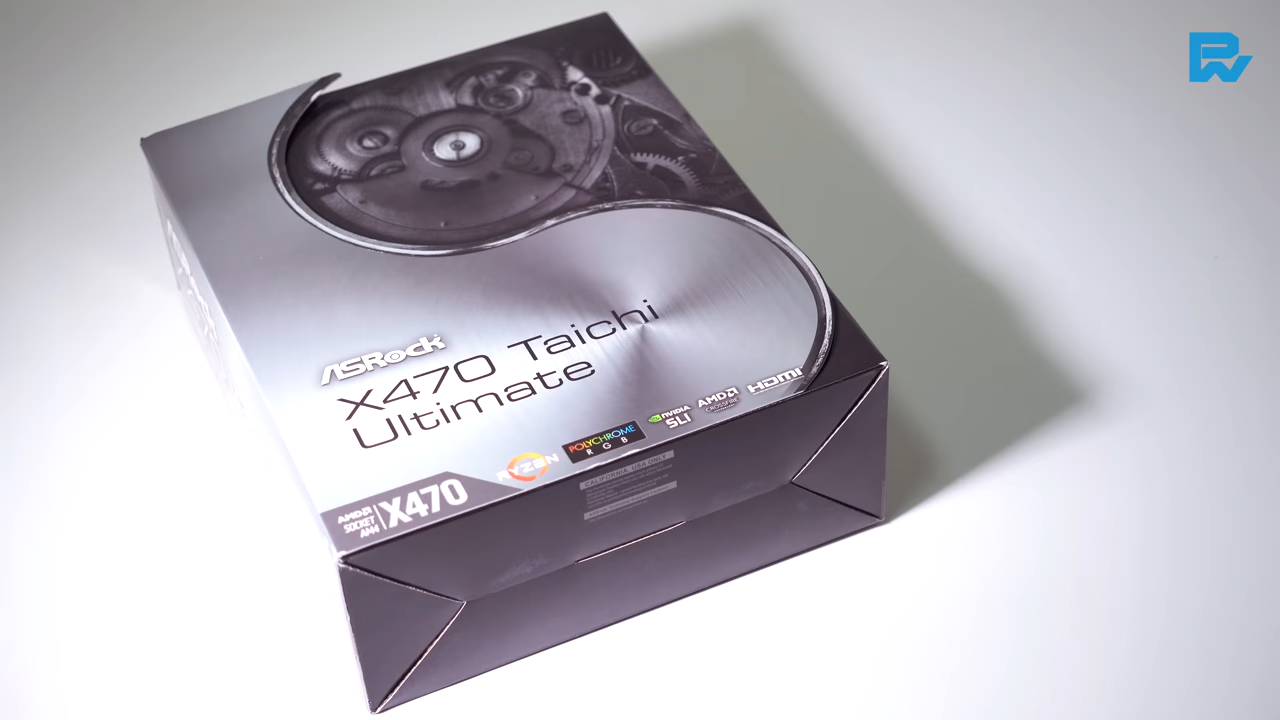 PW
ASRock
X470 Taichi
Ultimate
AMD
SOCKET
AM4
X470
RYZEN
POLYCHROME
RGB
NVIDIA
SLI
AMD
CROSSFIRE
HDMI
CALIFORNIA, USA ONLY